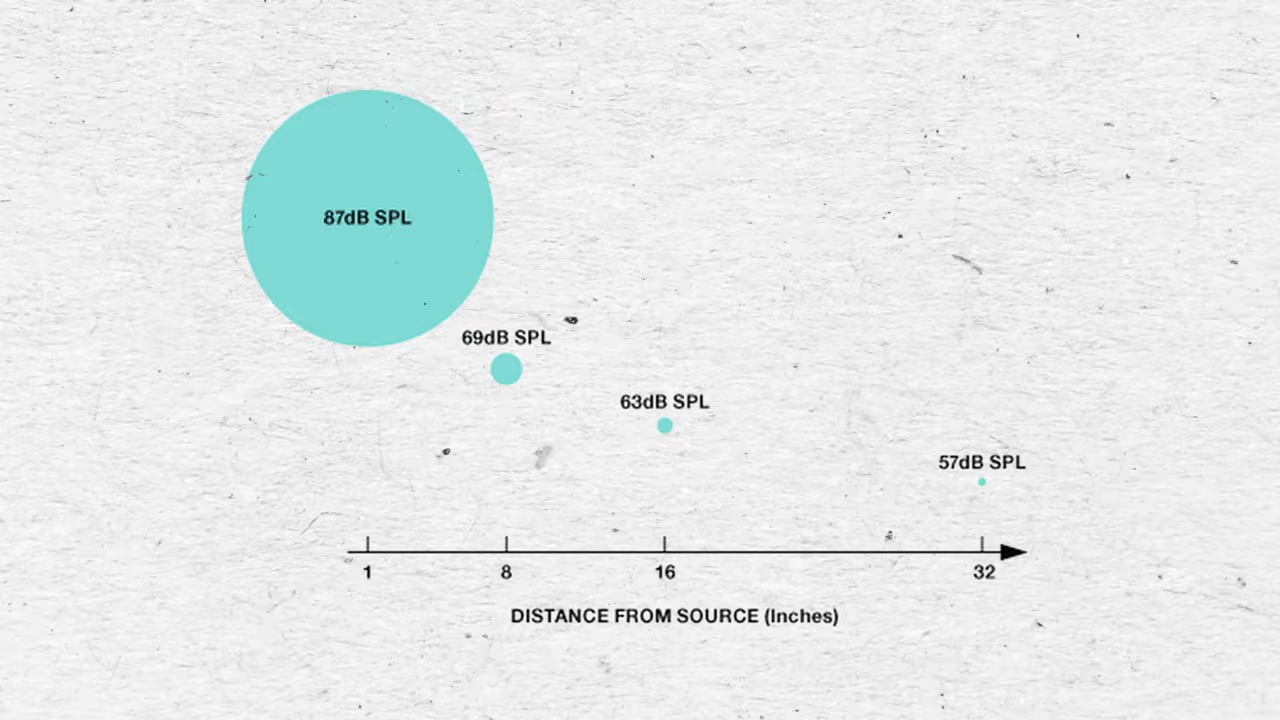 87dB SPL
69dB SPL
63dB SPL
57dB SPL
1 8 16 32
DISTANCE FROM SOURCE (Inches)